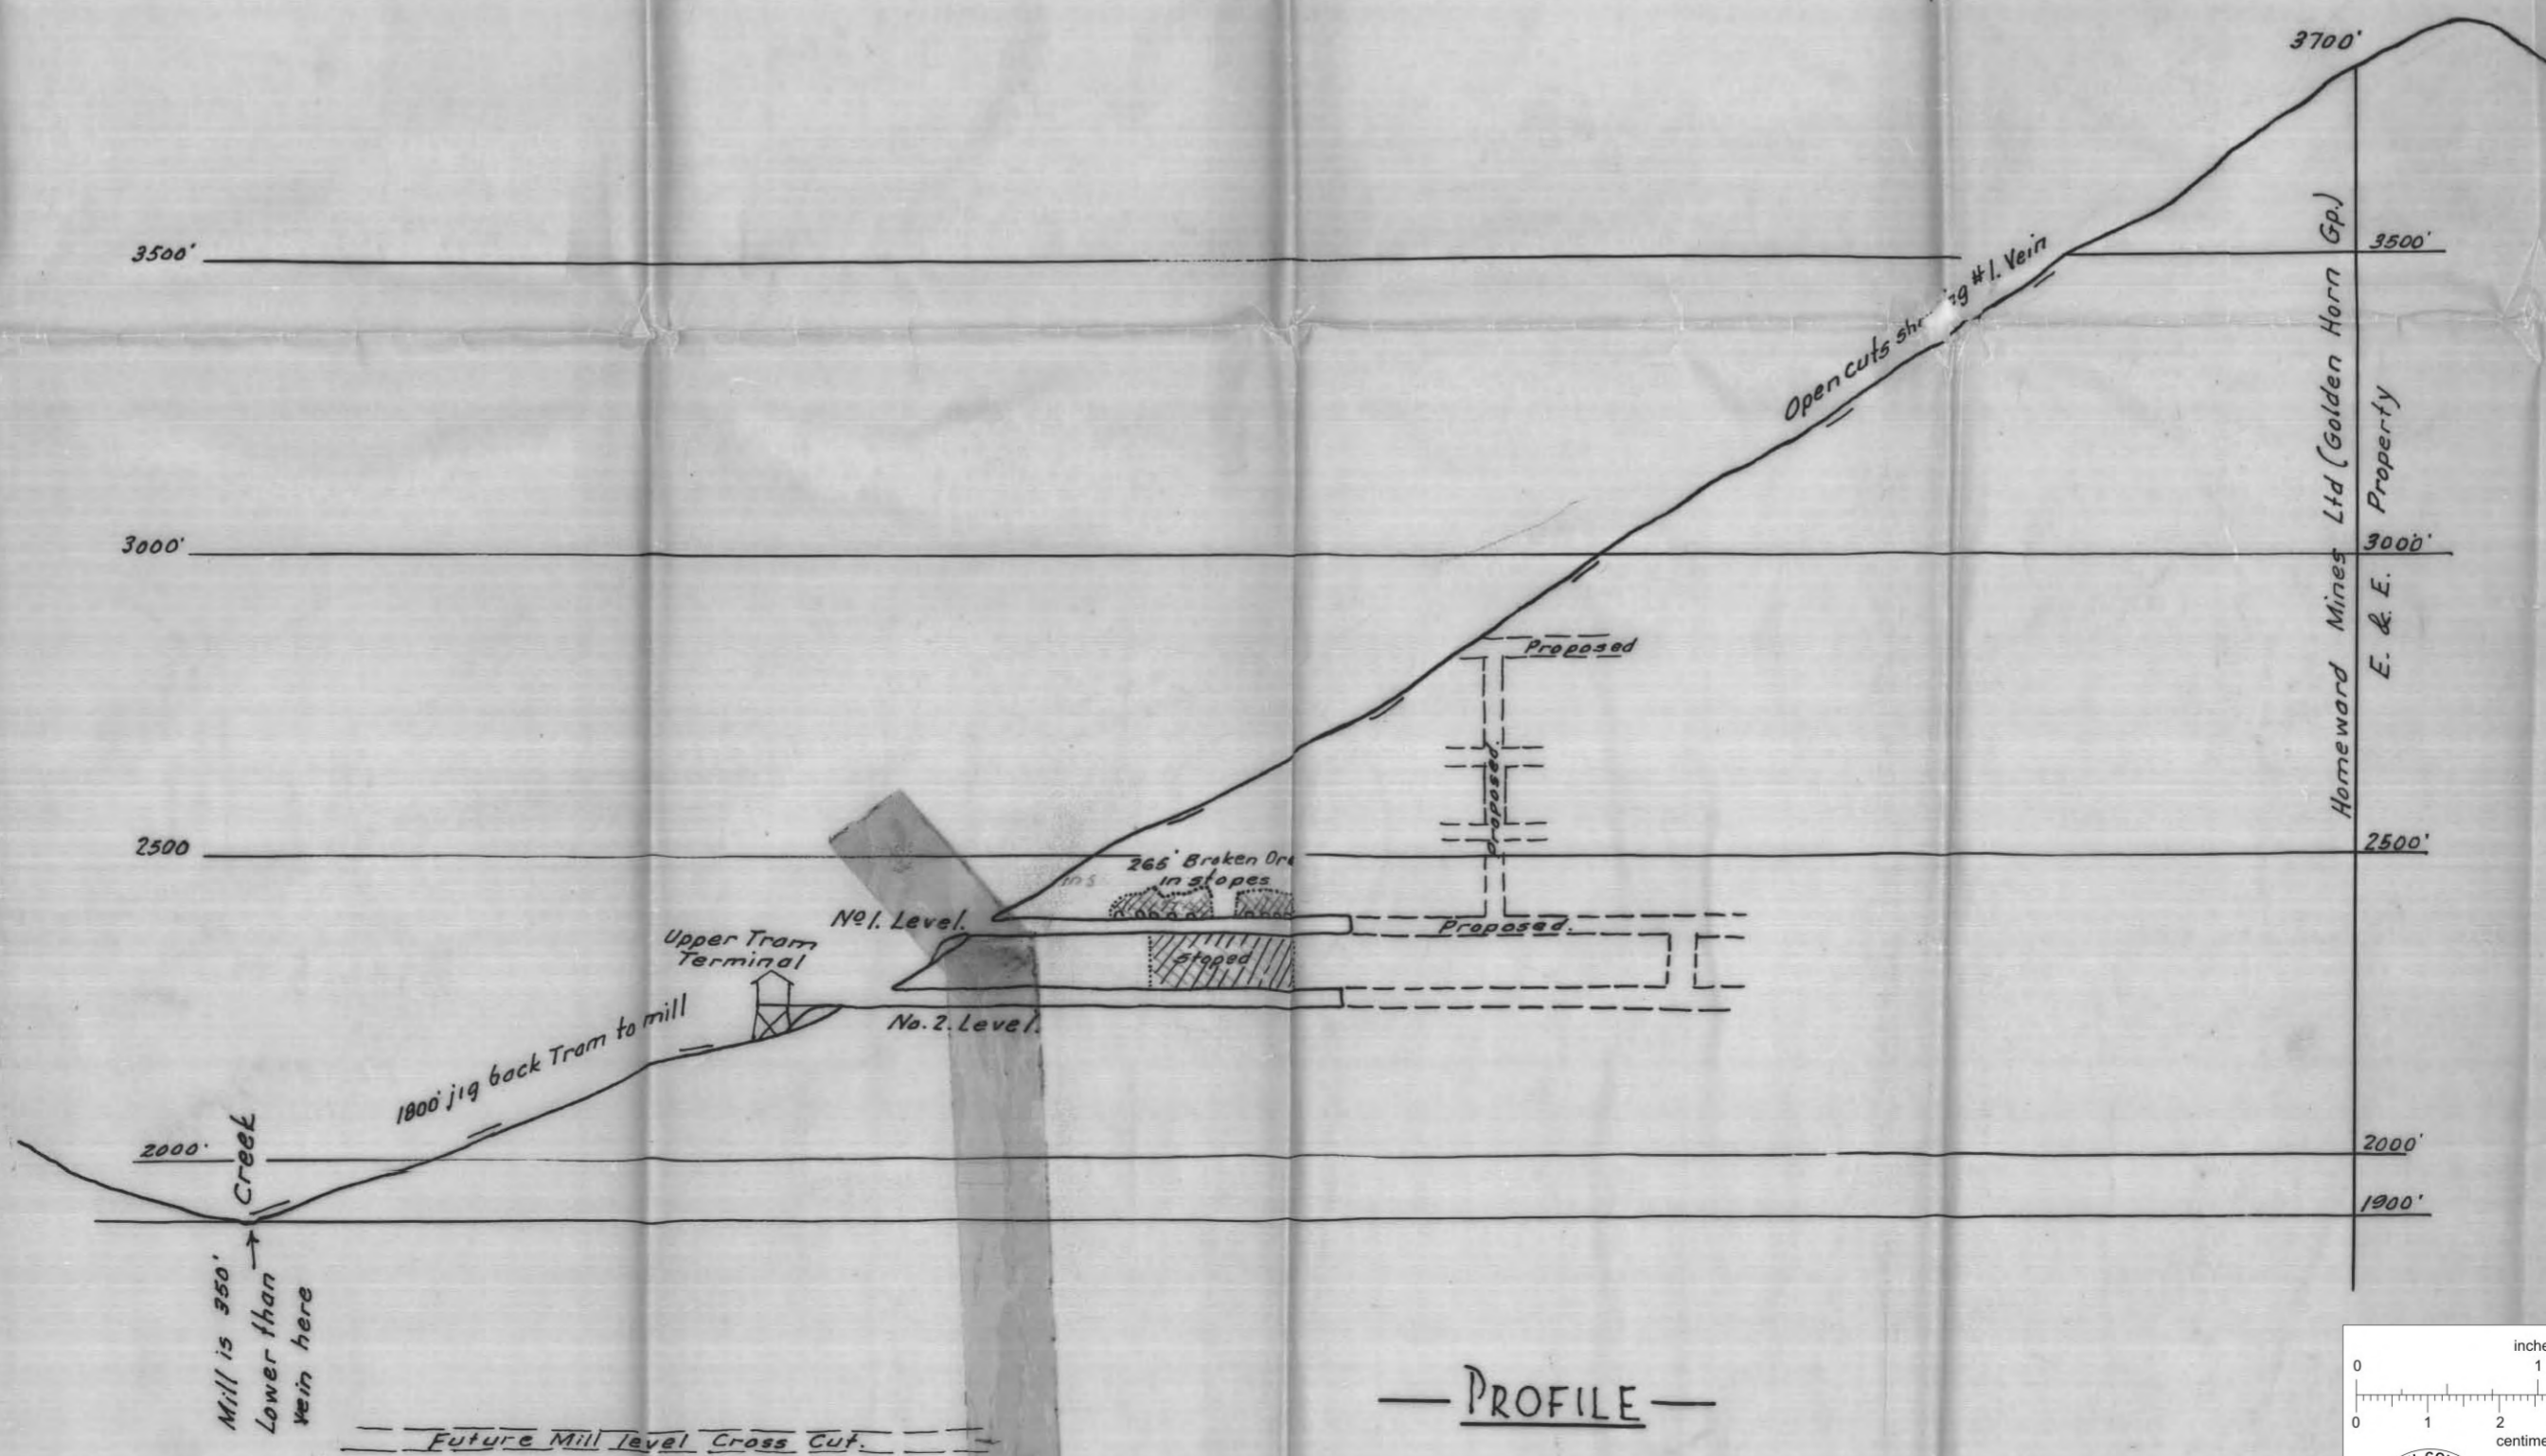 3700'
3500'
3500'
Open cuts #1. Vein
Homeward Mines Ltd (Golden Horn Gp.)
E. & E. Property
3000'
3000'
Proposed
proposed.
2500
2500'
265' Broken Ore
in stopes
No 1. Level.
Proposed.
Upper Tram
Terminal
Stoped
No. 2. Level.
1800' jig back Tram to mill
Creek
2000'
2000'
1900'
Mill is 350'
Lower than
vein here
PROFILE
Future Mill level Cross Cut.
0 1
0 1 2